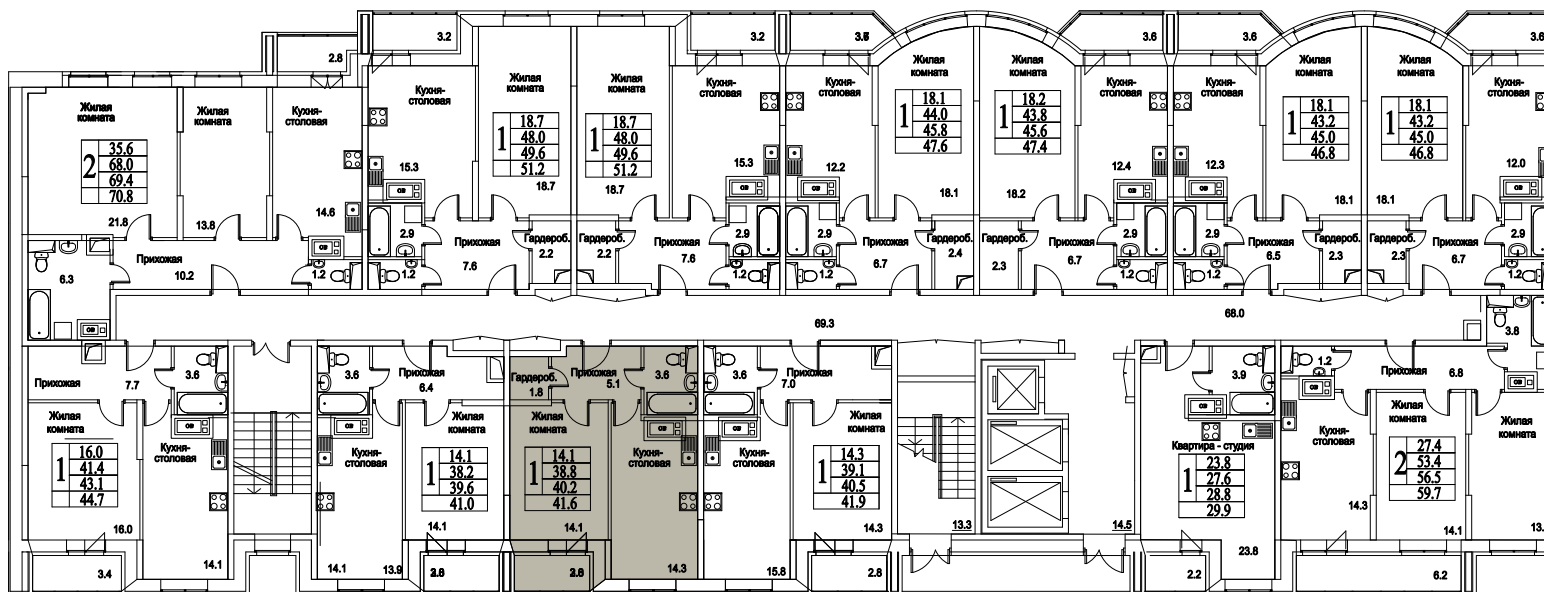 3.2
3.2
3.6
3.6
3.6
2.8
Жилая
комната
Жилая
комната
Кухня-
столовая
2
35.6
68.0
69.4
70.8
21.8
13.8
14.6
6.3
Прихожая
10.2
ОВ
1.2
ОВ
Кухня-
столовая
15.3
ОВ
Жилая
комната
1
18.7
48.0
49.6
51.2
18.7
2.9
1.2
Прихожая
7.6
Гардероб.
2.2
Жилая
комната
1
18.7
48.0
49.6
51.2
18.7
Кухня-
столовая
15.3
ОВ
Гардероб.
2.2
Прихожая
7.6
2.9
1.2
Кухня-
столовая
12.2
ОВ
Жилая
комната
1
18.1
44.0
45.8
47.6
18.1
2.9
1.2
Прихожая
6.7
Гардероб.
2.4
Жилая
комната
1
18.2
43.8
45.6
47.4
18.2
Кухня-
столовая
12.4
ОВ
Гардероб.
2.3
Прихожая
6.7
2.9
1.2
Кухня-
столовая
12.3
ОВ
Жилая
комната
1
18.1
43.2
45.0
46.8
18.1
2.9
1.2
Прихожая
6.5
Гардероб.
2.3
Жилая
комната
1
18.1
43.2
45.0
46.8
18.1
Кухня-
столовая
12.0
ОВ
Гардероб.
2.3
Прихожая
6.7
2.9
1.2
69.3
68.0
Прихожая
7.7
3.6
Жилая
комната
1
16.0
41.4
43.1
44.7
16.0
ОВ
Кухня-
столовая
14.1
3.4
3.6
Прихожая
6.4
ОВ
Кухня-
столовая
14.1
13.9
Жилая
комната
1
14.1
38.2
39.6
41.0
14.1
Гардероб.
1.8
Прихожая
5.1
3.6
Жилая
комната
1
14.1
38.8
40.2
41.6
14.1
ОВ
Кухня-
столовая
14.3
3.6
Прихожая
7.0
ОВ
Кухня-
столовая
15.8
Жилая
комната
1
14.3
39.1
40.5
41.9
14.3
2.8
13.3
14.5
3.9
ОВ
Квартира - студия
1
23.8
27.6
28.8
29.9
23.8
2.2
1.2
ОВ
Прихожая
6.8
3.8
ОВ
Кухня-
столовая
14.3
Жилая
комната
2
27.4
53.4
56.5
59.7
14.1
Жилая
комната
6.2